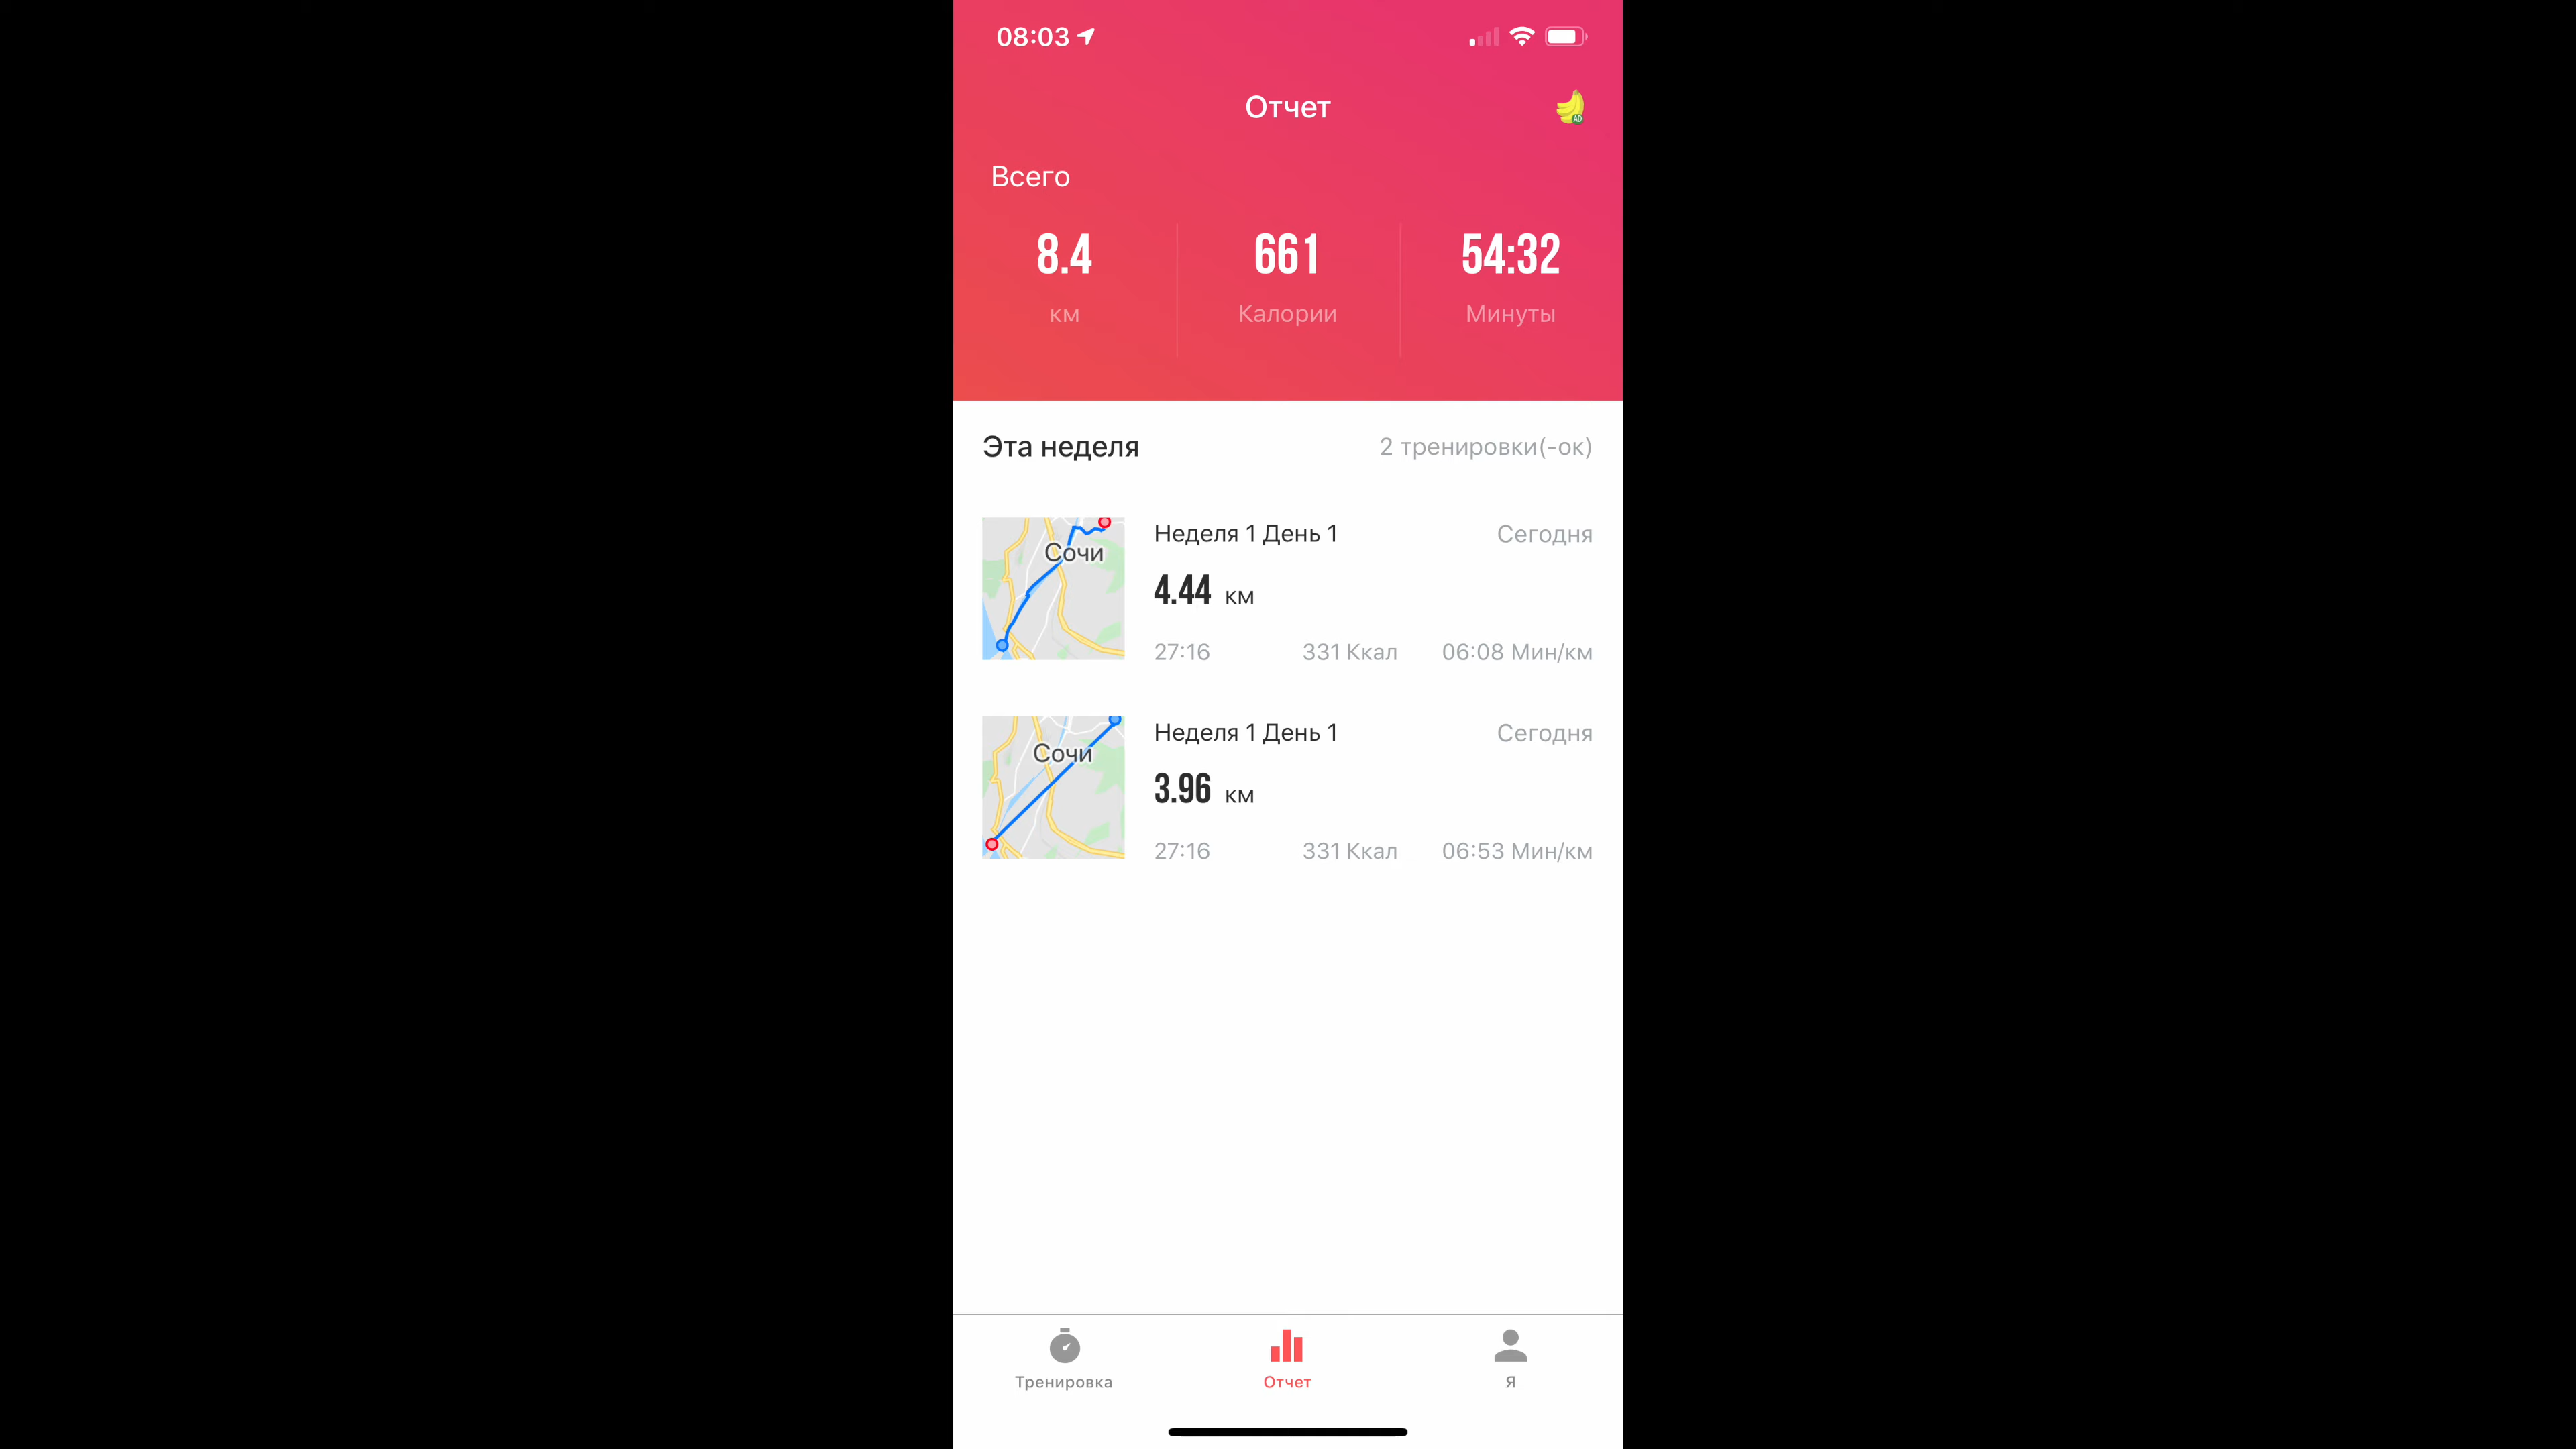 08:03
Отчет
AD
Всего
8.4
км
661
Калории
54:32
Минуты
Эта неделя
2 тренировки(-ок)
Сочи
Неделя 1 День 1
Сегодня
4.44 км
27:16 331 Ккал 06:08 Мин/км
Сочи
Неделя 1 День 1
Сегодня
3.96 км
27:16 331 Ккал 06:53 Мин/км
Тренировка
Отчет
Я